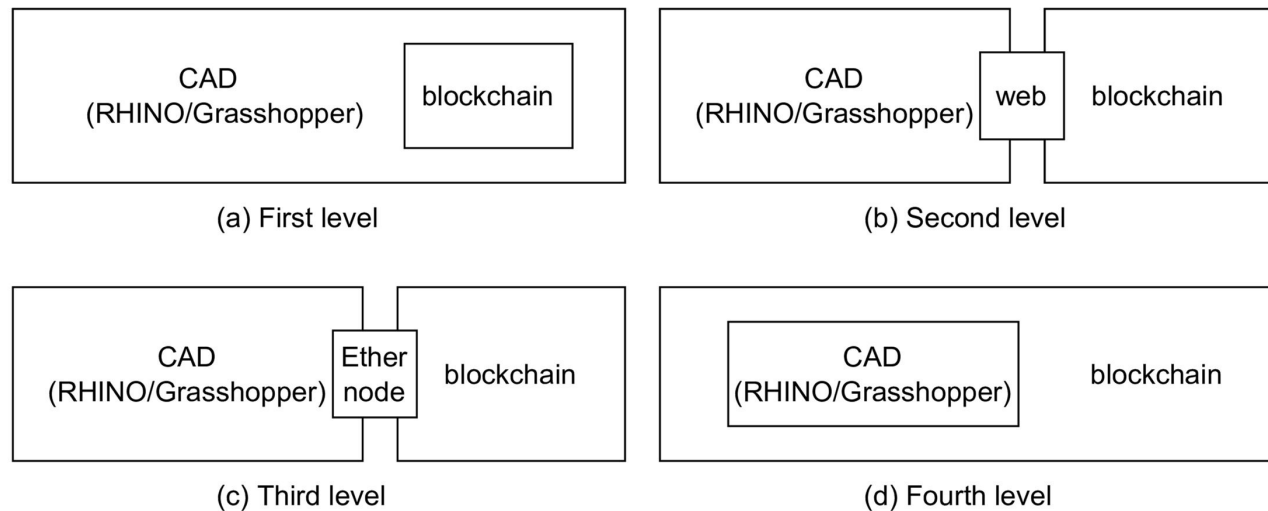 CAD
(RHINO/Grasshopper)
blockchain
(a) First level
CAD
(RHINO/Grasshopper)
web
blockchain
(b) Second level
CAD
(RHINO/Grasshopper)
Ether
node
blockchain
(c) Third level
CAD
(RHINO/Grasshopper)
blockchain
(d) Fourth level